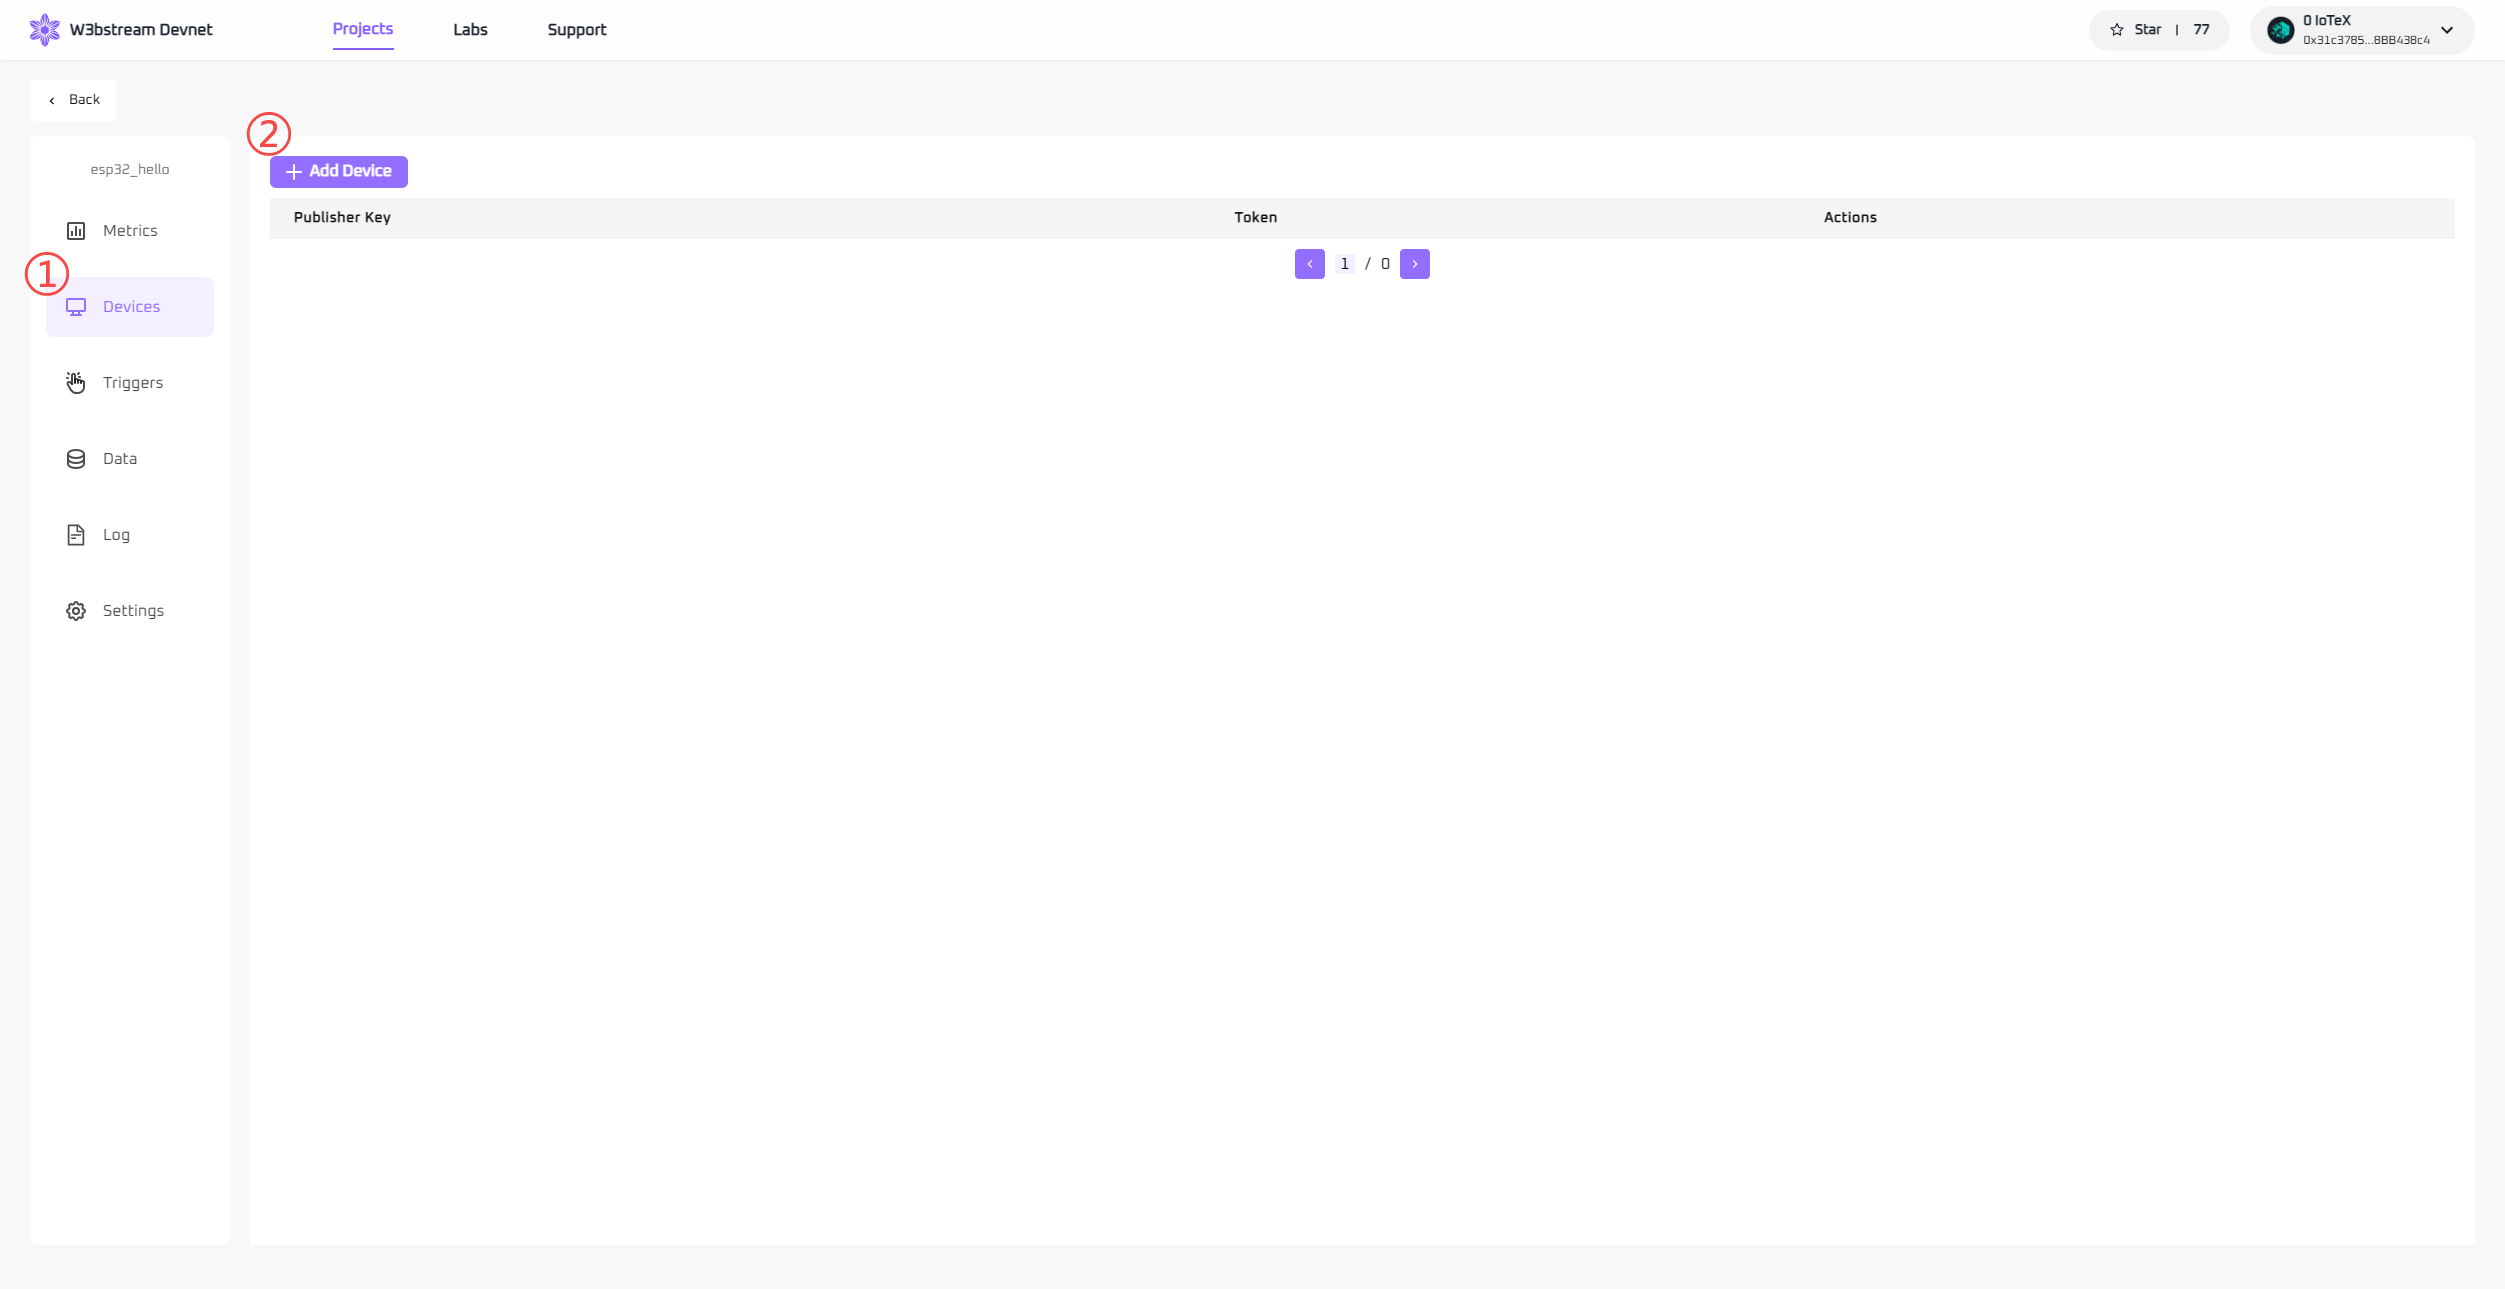 W3bstream Devnet
Projects
Labs
Support
Star | 77
0 IoTeX
0x31c3785...8BB438c4
Back
②
esp32_hello
+ Add Device
Publisher Key
Token
Actions
Metrics
1 / 0
①
Devices
Triggers
Data
Log
Settings